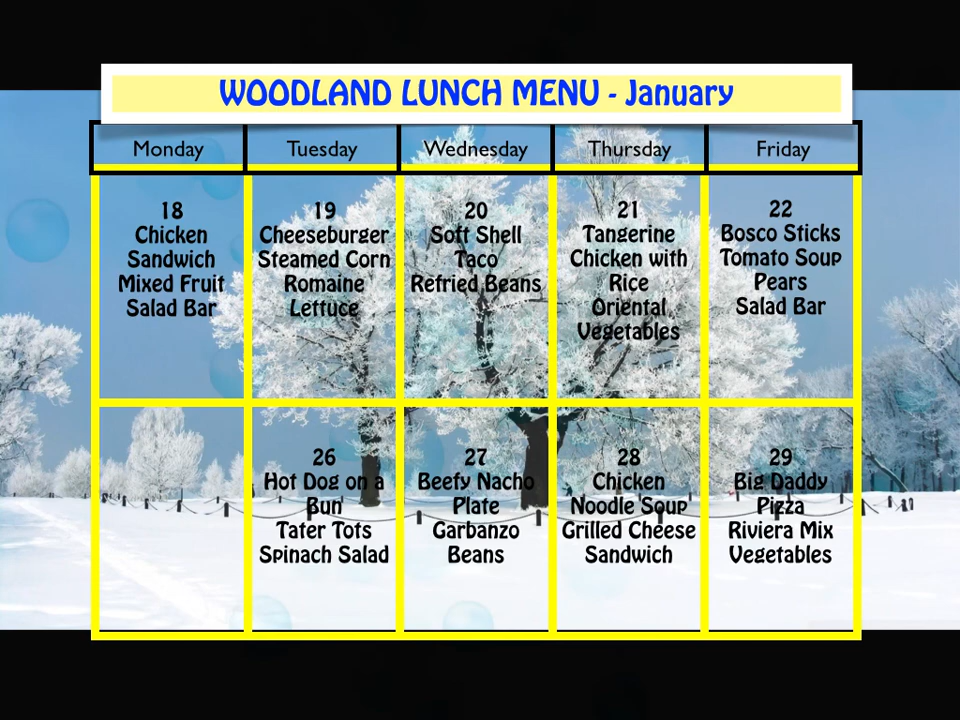 WOODLAND LUNCH MENU - January
Monday
Tuesday
Wednesday
Thursday
Friday
18
Chicken
Sandwich
Mixed Fruit
Salad Bar
19
Cheeseburger
Steamed Corn
Romaine
Lettuce
20
Soft Shell
Taco
Refried Beans
21
Tangerine
Chicken with
Rice
Oriental
Vegetables
22
Bosco Sticks
Tomato Soup
Pears
Salad Bar
26
Hot Dog on a
Bun
Tater Tots
Spinach Salad
27
Beefy Nacho
Plate
Garbanzo
Beans
28
Chicken
Noodle Soup
Grilled Cheese
Sandwich
29
Big Daddy
Pizza
Riviera Mix
Vegetables